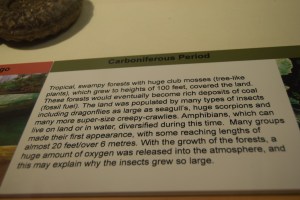 go
Carboniferous Period
Tropical, swampy forests with huge club mosses (tree-like
plants), which grew to heights of 100 feet, covered the land.
These forests would eventually become rich deposits of coal
(fossil fuel). The land was populated by many types of insects
including dragonflies as large as seagull's, huge scorpions and
many more super-size creepy-crawlies. Amphibians, which can
live on land or in water, diversified during this time. Many groups
made their first appearance, with some reaching lengths of
almost 20 feet/over 6 metres. With the growth of the forests, a
huge amount of oxygen was released into the atmosphere, and
this may explain why the insects grew so large.